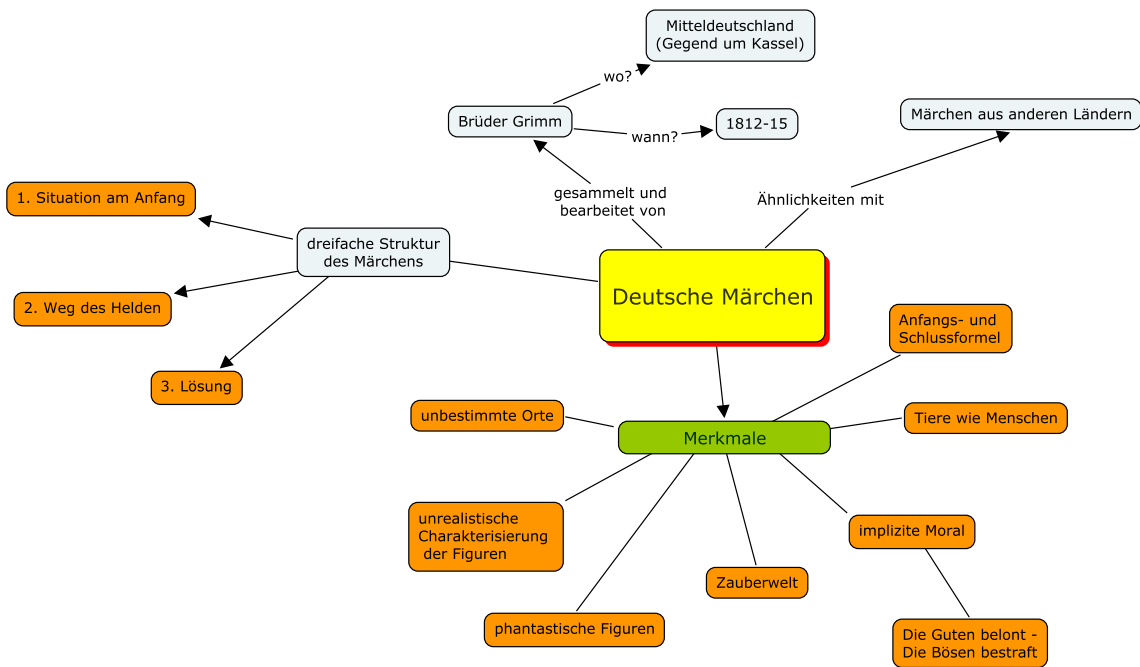 Mitteldeutschland
(Gegend um Kassel)
wo?
Brüder Grimm
wann?
1812-15
Märchen aus anderen Ländern
gesammelt und
bearbeitet von
Ähnlichkeiten mit
1. Situation am Anfang
dreifache Struktur
des Märchens
2. Weg des Helden
3. Lösung
Deutsche Märchen
Anfangs- und
Schlussformel
unbestimmte Orte
Merkmale
Tiere wie Menschen
unrealistische
Charakterisierung
der Figuren
implizite Moral
Zauberwelt
phantastische Figuren
Die Guten belont -
Die Bösen bestraft